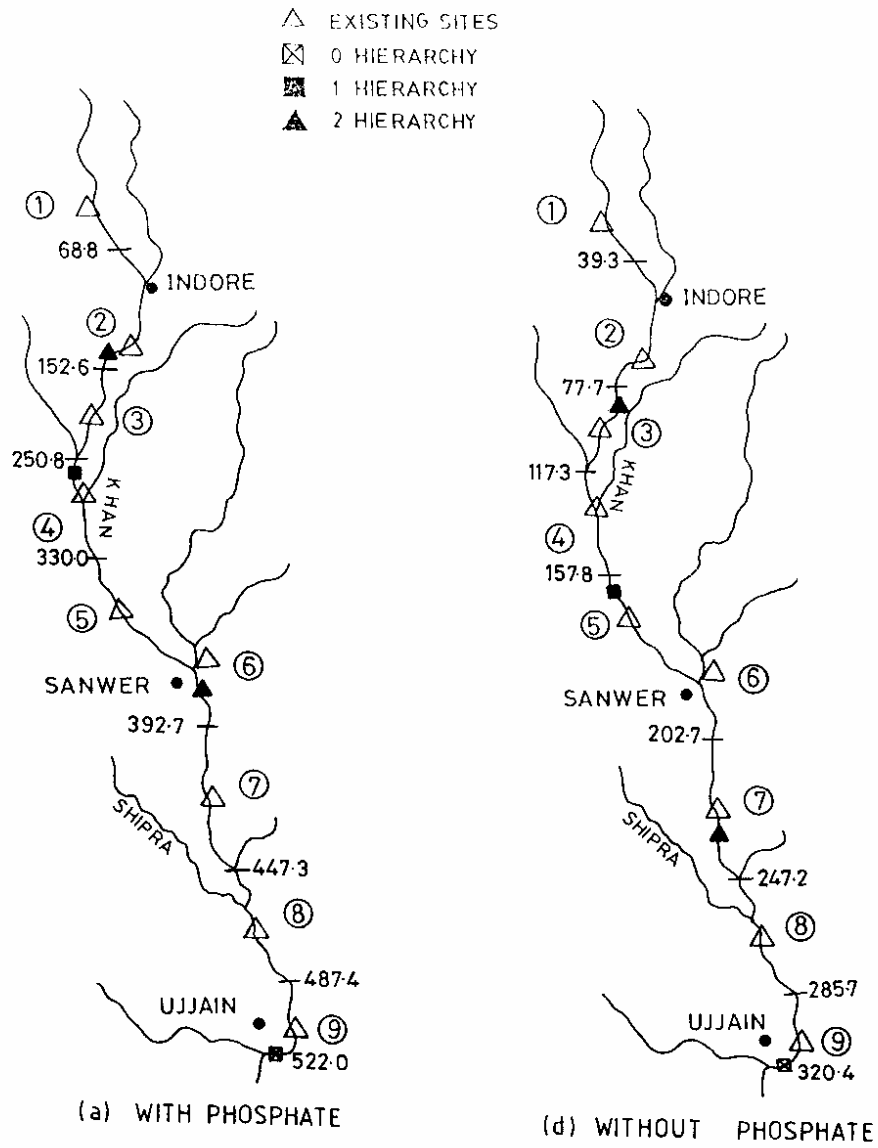 EXISTING SITES
0 HIERARCHY
1 HIERARCHY
2 HIERARCHY
1
68.8
INDORE
2
152.6
3
250.8
KHAN
4
330.0
5
6
SANWER
392.7
7
SHIPRA
447.3
8
487.4
UJJAIN
9
522.0
(a) WITH PHOSPHATE
1
39.3
INDORE
2
77.7
3
117.3
KHAN
4
157.8
5
6
SANWER
202.7
7
SHIPRA
247.2
8
285.7
UJJAIN
9
320.4
(d) WITHOUT PHOSPHATE